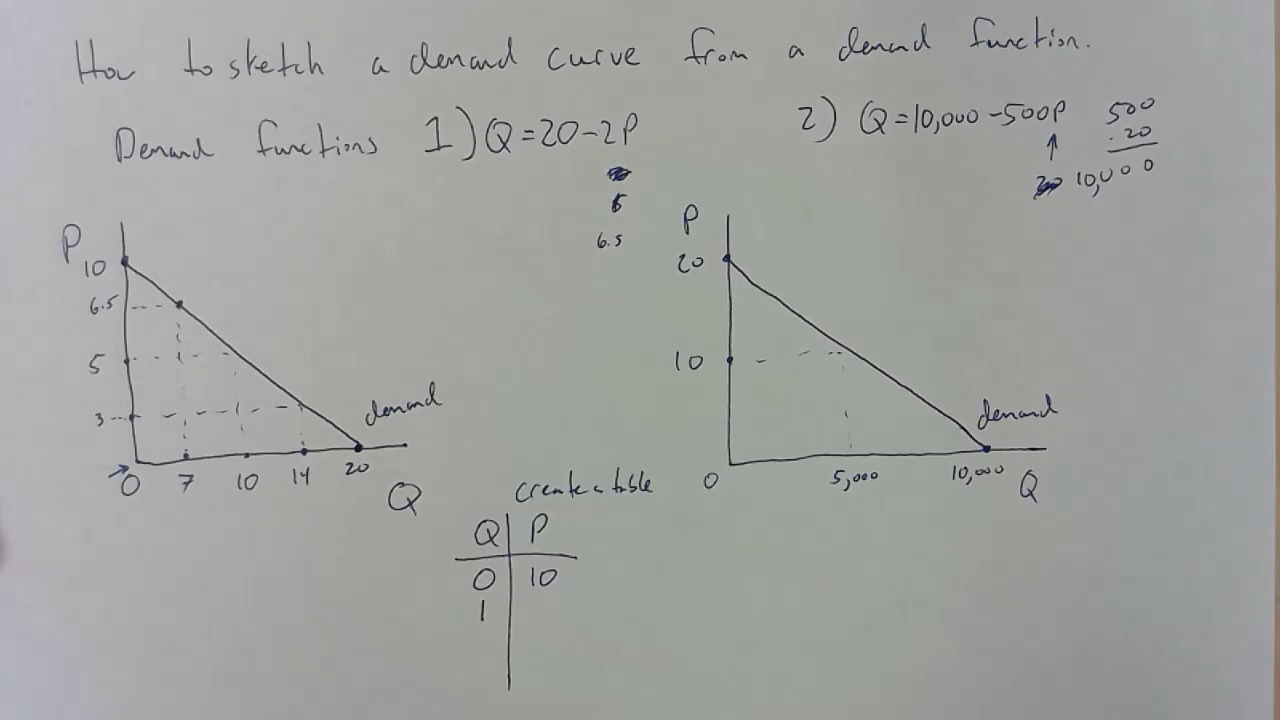 How to sketch a demand curve from a demand function.
Demand functions 1) Q=20-2P
2) Q=10,000-500P
500
.20
10,000
5
6.5
P
10
6.5
5
3
demand
0 7 10 14 20
Q
P
20
10
demand
0 5,000 10,000 Q
create a table
Q P
0 10
1